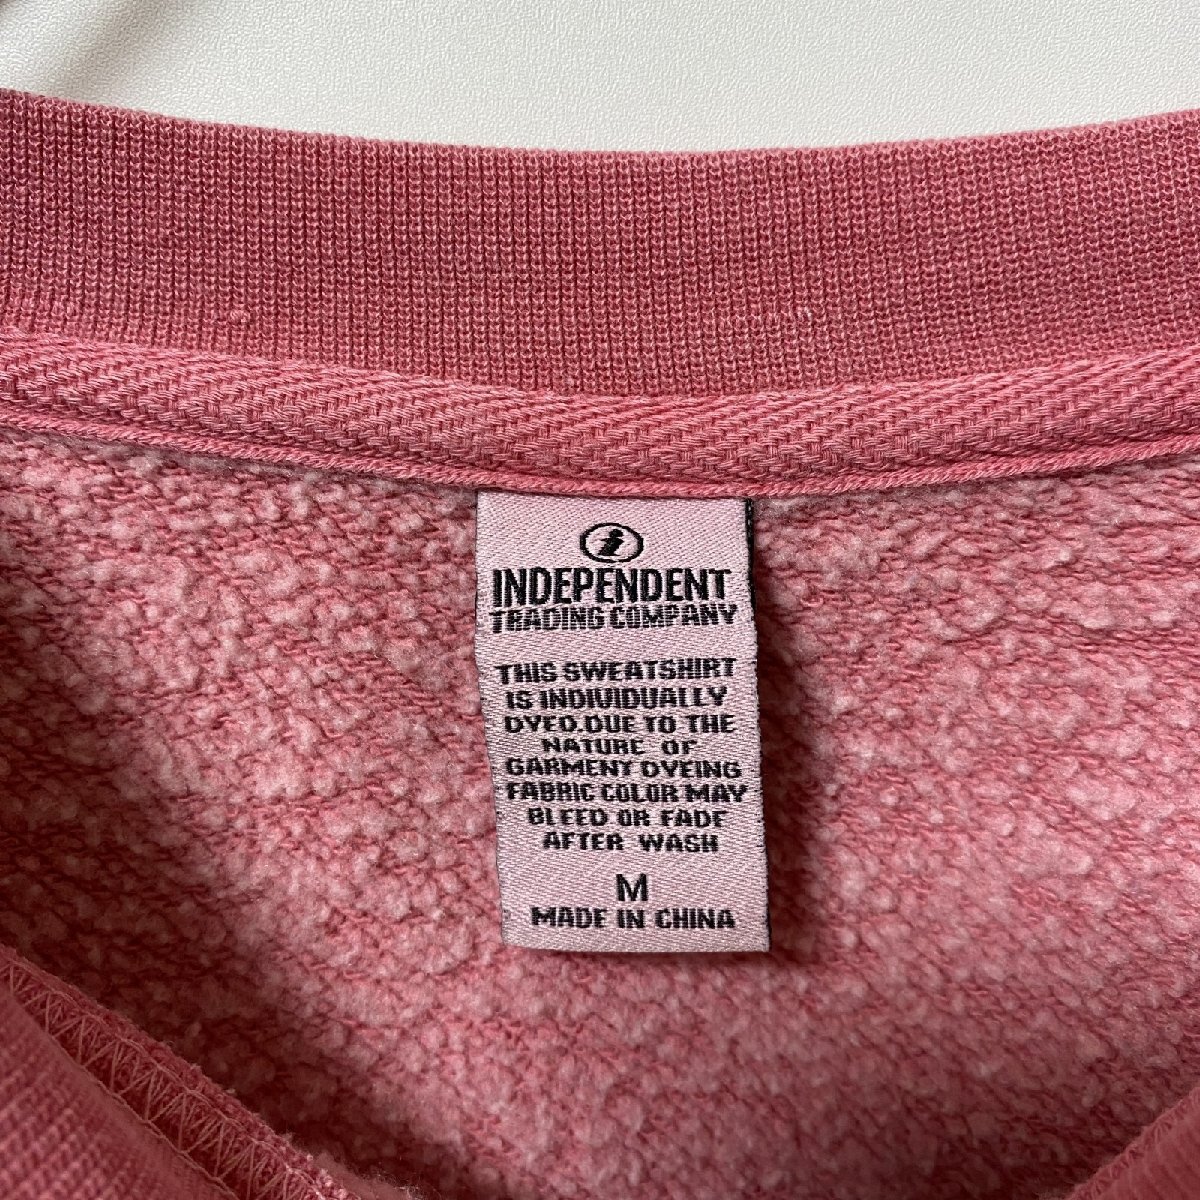 i
INDEPENDENT
TRADING COMPANY
THIS SWEATSHIRT
IS INDIVIDUALLY
DYED.DUE TO THE
NATURE OF
GARMENT DYEING
FABRIC COLOR MAY
BLEED OR FADE
AFTER WASH
M
MADE IN CHINA